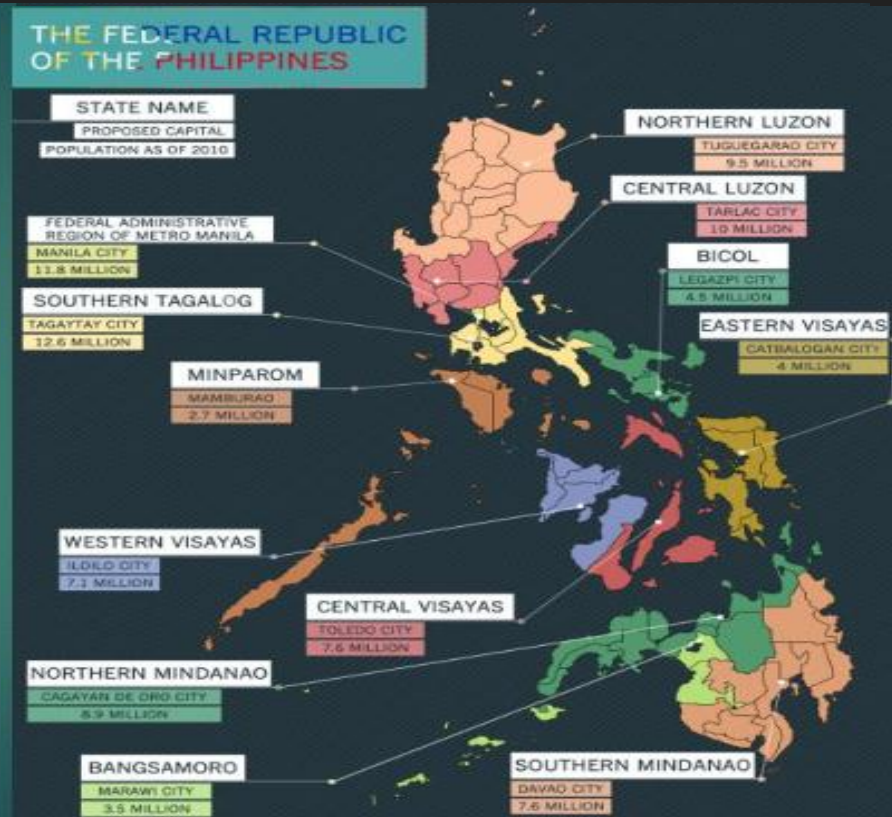 THE FEDERAL REPUBLIC
OF THE PHILIPPINES
STATE NAME
PROPOSED CAPITAL
POPULATION AS OF 2010
NORTHERN LUZON
TUGUEGARAO CITY
9.5 MILLION
CENTRAL LUZON
TARLAC CITY
10 MILLION
FEDERAL ADMINISTRATIVE
REGION OF METRO MANILA
MANILA CITY
11.8 MILLION
BICOL
LEGAZPI CITY
4.5 MILLION
SOUTHERN TAGALOG
TAGAYTAY CITY
12.6 MILLION
EASTERN VISAYAS
CATBALOGAN CITY
4 MILLION
MINPAROM
MAMBURAO
2.7 MILLION
WESTERN VISAYAS
ILOILO CITY
7.1 MILLION
CENTRAL VISAYAS
TOLEDO CITY
7.6 MILLION
NORTHERN MINDANAO
CAGAYAN DE ORO CITY
8.9 MILLION
BANGSAMORO
MARAWI CITY
3.5 MILLION
SOUTHERN MINDANAO
DAVAO CITY
7.6 MILLION